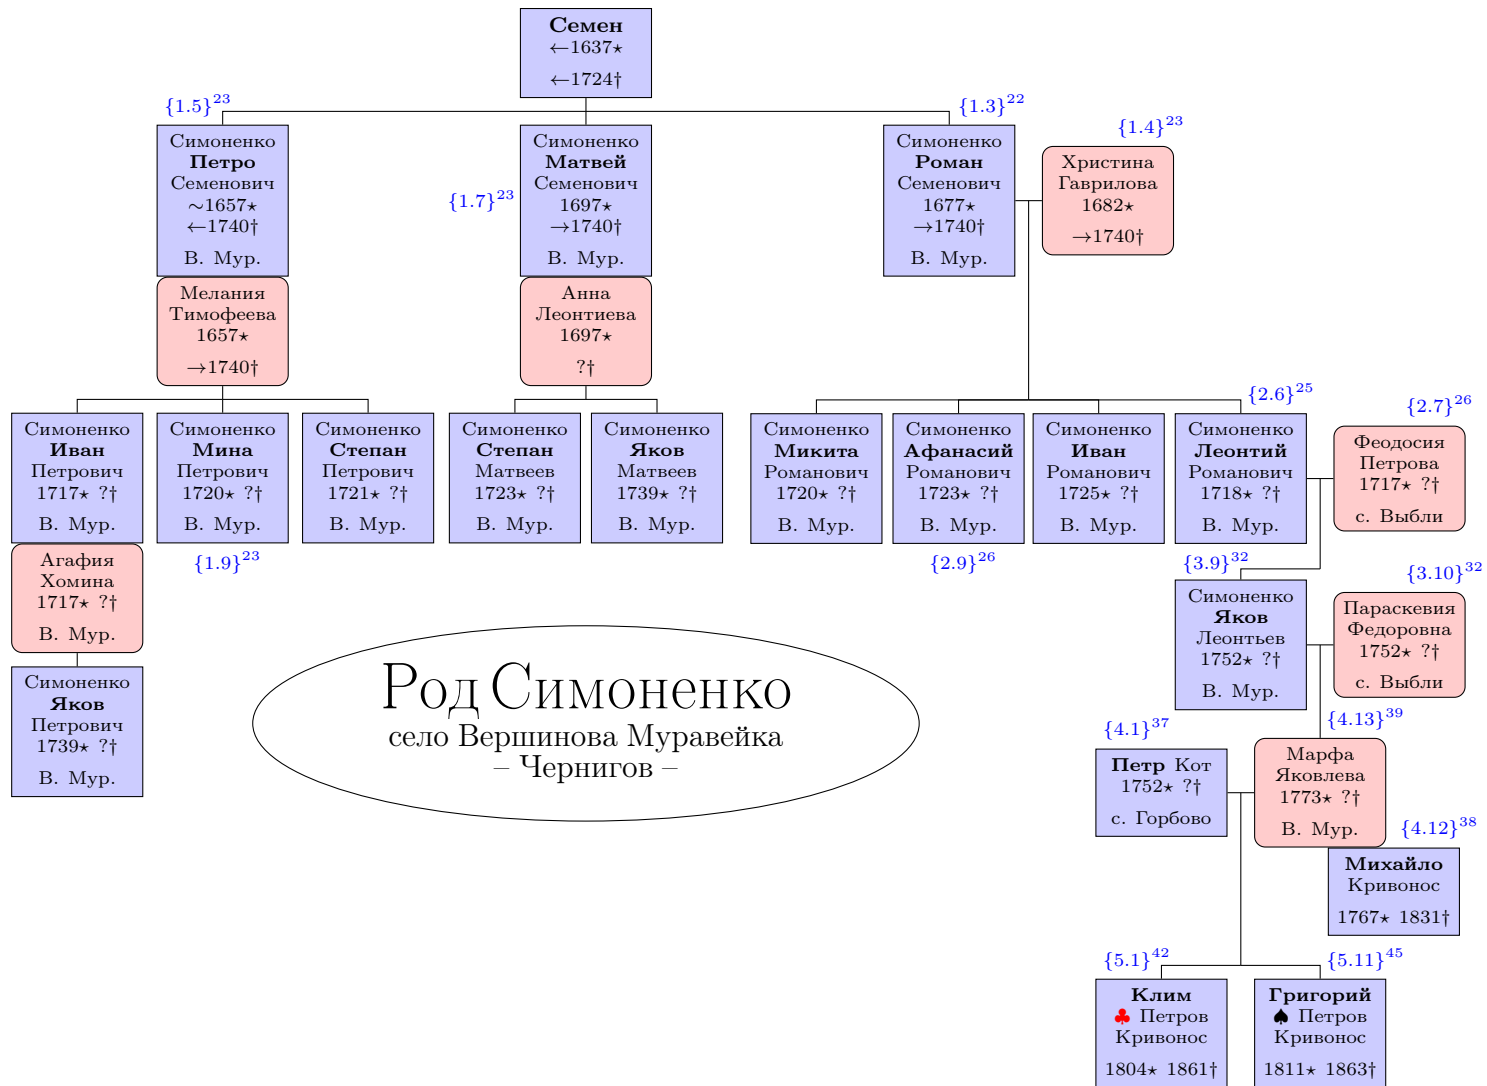 Семен
←1637⋆
←1724†
{1.5}²³
Симоненко
Петро
Семенович
∼1657⋆
←1740†
В. Мур.
Мелания
Тимофеева
1657⋆
→1740†
{1.7}²³
Симоненко
Матвей
Семенович
1697⋆
→1740†
В. Мур.
Анна
Леонтиева
1697⋆
?†
{1.3}²²
Симоненко
Роман
Семенович
1677⋆
→1740†
В. Мур.
{1.4}²³
Христина
Гаврилова
1682⋆
→1740†
Симоненко
Иван
Петрович
1717⋆ ?†
В. Мур.
Симоненко
Мина
Петрович
1720⋆ ?†
В. Мур.
{1.9}²³
Симоненко
Степан
Петрович
1721⋆ ?†
В. Мур.
Симоненко
Степан
Матвеев
1723⋆ ?†
В. Мур.
Симоненко
Яков
Матвеев
1739⋆ ?†
В. Мур.
Симоненко
Микита
Романович
1720⋆ ?†
В. Мур.
Симоненко
Афанасий
Романович
1723⋆ ?†
В. Мур.
{2.9}²⁶
Симоненко
Иван
Романович
1725⋆ ?†
В. Мур.
{2.6}²⁵
Симоненко
Леонтий
Романович
1718⋆ ?†
В. Мур.
{2.7}²⁶
Феодосия
Петрова
1717⋆ ?†
с. Выбли
Агафия
Хомина
1717⋆ ?†
В. Мур.
Симоненко
Яков
Петрович
1739⋆ ?†
В. Мур.
{3.9}³²
Симоненко
Яков
Леонтьев
1752⋆ ?†
В. Мур.
{3.10}³²
Параскевия
Федоровна
1752⋆ ?†
с. Выбли
Род Симоненко
село Вершинова Муравейка
– Чернигов –
{4.1}³⁷
Петр Кот
1752⋆ ?†
с. Горбово
{4.13}³⁹
Марфа
Яковлева
1773⋆ ?†
В. Мур.
{4.12}³⁸
Михайло
Кривонос
1767⋆ 1831†
{5.1}⁴²
Клим
♣ Петров
Кривонос
1804⋆ 1861†
{5.11}⁴⁵
Григорий
♠ Петров
Кривонос
1811⋆ 1863†